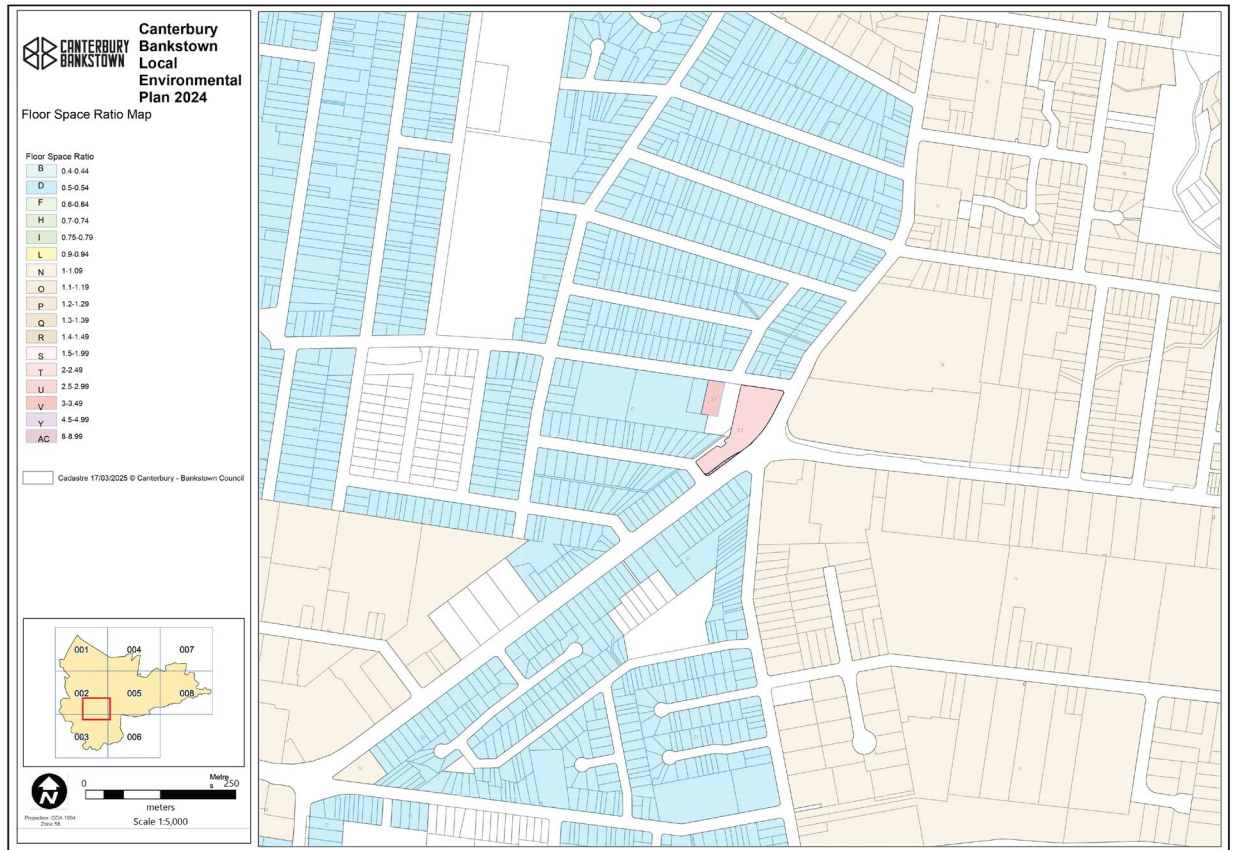 CANTERBURY
BANKSTOWN
Canterbury
Bankstown
Local
Environmental
Plan 2024
Floor Space Ratio Map
Floor Space Ratio
B 0.4-0.44
D 0.5-0.54
F 0.6-0.64
H 0.7-0.74
I 0.75-0.79
L 0.9-0.94
N 1-1.09
O 1.1-1.19
P 1.2-1.29
Q 1.3-1.39
R 1.4-1.49
S 1.5-1.99
T 2-2.49
U 2.5-2.99
V 3-3.49
Y 4.5-4.99
AC 8-8.99
Cadastre 17/03/2025 © Canterbury - Bankstown Council
001 004 007
002 005 008
003 006
N
0 Metre
s 250
meters
Scale 1:5,000
Projection :GDA 1994
Zone 56